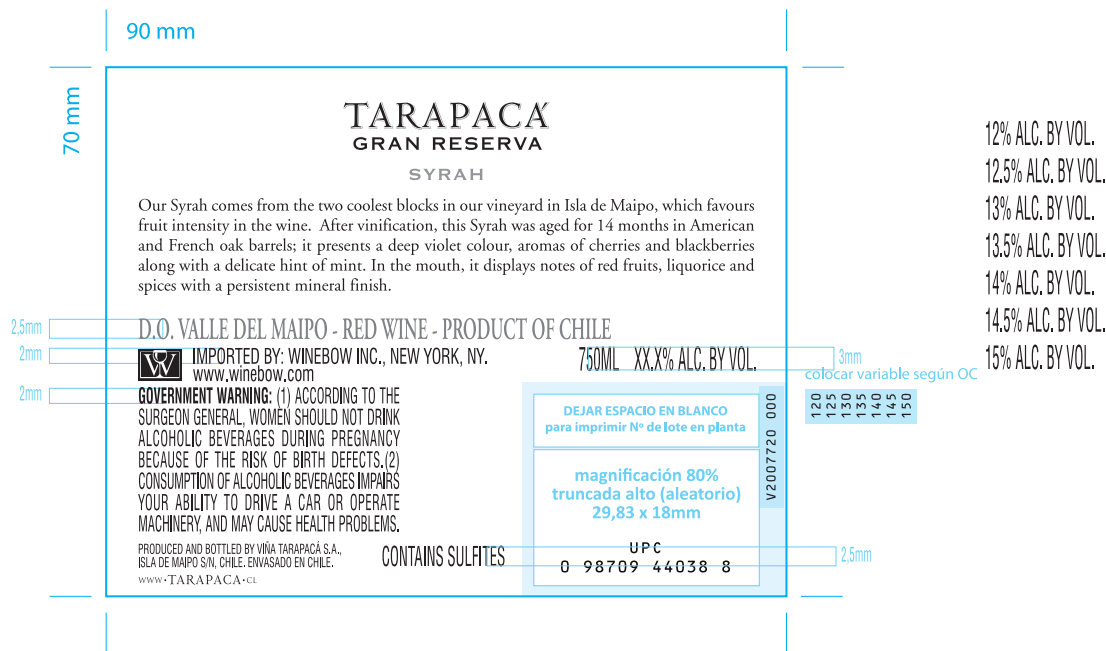 90 mm
70 mm
TARAPACÁ
GRAN RESERVA
SYRAH
Our Syrah comes from the two coolest blocks in our vineyard in Isla de Maipo, which favours
fruit intensity in the wine. After vinification, this Syrah was aged for 14 months in American
and French oak barrels; it presents a deep violet colour, aromas of cherries and blackberries
along with a delicate hint of mint. In the mouth, it displays notes of red fruits, liquorice and
spices with a persistent mineral finish.
2,5mm
D.O. VALLE DEL MAIPO - RED WINE - PRODUCT OF CHILE
2mm
W
IMPORTED BY: WINEBOW INC., NEW YORK, NY.
www.winebow.com
750ML XX.X% ALC. BY VOL.
3mm
2mm
GOVERNMENT WARNING: (1) ACCORDING TO THE
SURGEON GENERAL, WOMEN SHOULD NOT DRINK
ALCOHOLIC BEVERAGES DURING PREGNANCY
BECAUSE OF THE RISK OF BIRTH DEFECTS.(2)
CONSUMPTION OF ALCOHOLIC BEVERAGES IMPAIRS
YOUR ABILITY TO DRIVE A CAR OR OPERATE
MACHINERY, AND MAY CAUSE HEALTH PROBLEMS.
PRODUCED AND BOTTLED BY VIÑA TARAPACÁ S.A.,
ISLA DE MAIPO S/N, CHILE. ENVASADO EN CHILE.
WWW•TARAPACA•CL
CONTAINS SULFITES
2,5mm
DEJAR ESPACIO EN BLANCO
para imprimir Nº de lote en planta
magnificación 80%
truncada alto (aleatorio)
29,83 x 18mm
UPC
0 98709 44038 8
V2007720 000
colocar variable según OC
120
125
130
135
140
145
150
12% ALC. BY VOL.
12.5% ALC. BY VOL.
13% ALC. BY VOL.
13.5% ALC. BY VOL.
14% ALC. BY VOL.
14.5% ALC. BY VOL.
15% ALC. BY VOL.